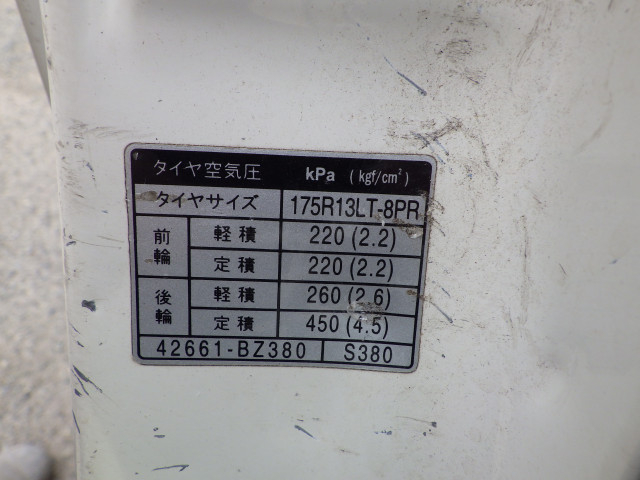 タイヤ空気圧 kPa (kgf/cm²)
タイヤサイズ 175R13LT-8PR
前輪 軽積 220 (2.2)
定積 220 (2.2)
後輪 軽積 260 (2.6)
定積 450 (4.5)
42661-BZ380 S380